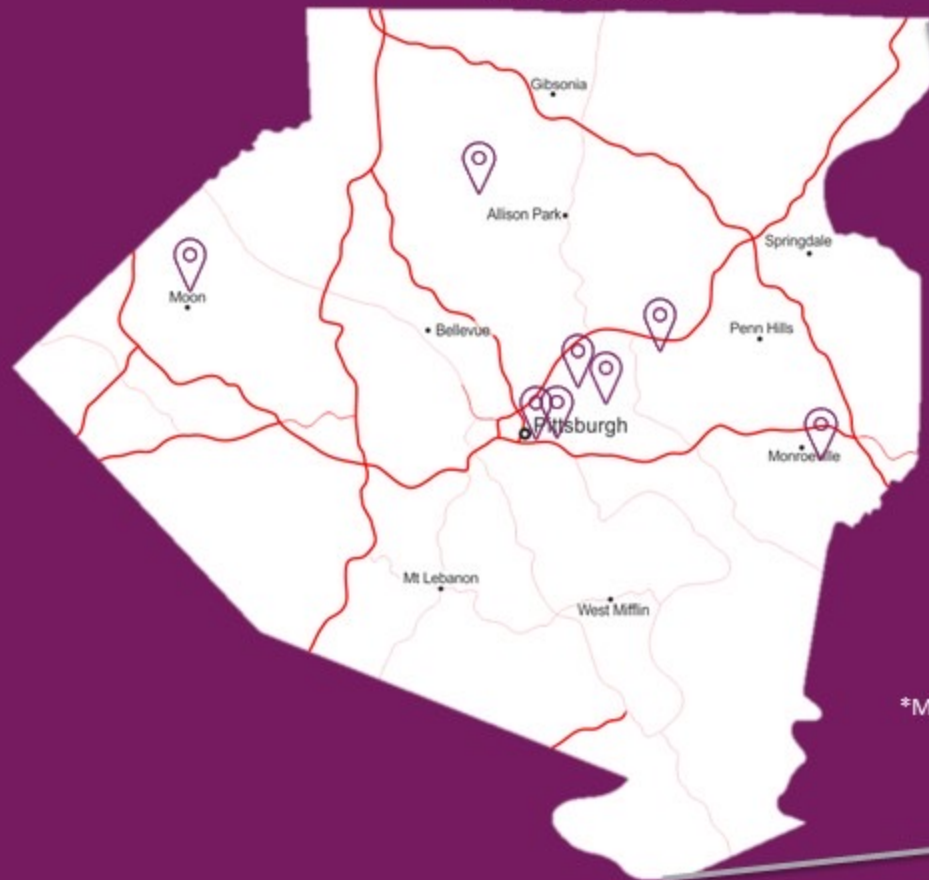 Gibsonia
Allison Park
Springdale
Moon
Bellevue
Penn Hills
Pittsburgh
Monroeville
Mt Lebanon
West Mifflin
*M